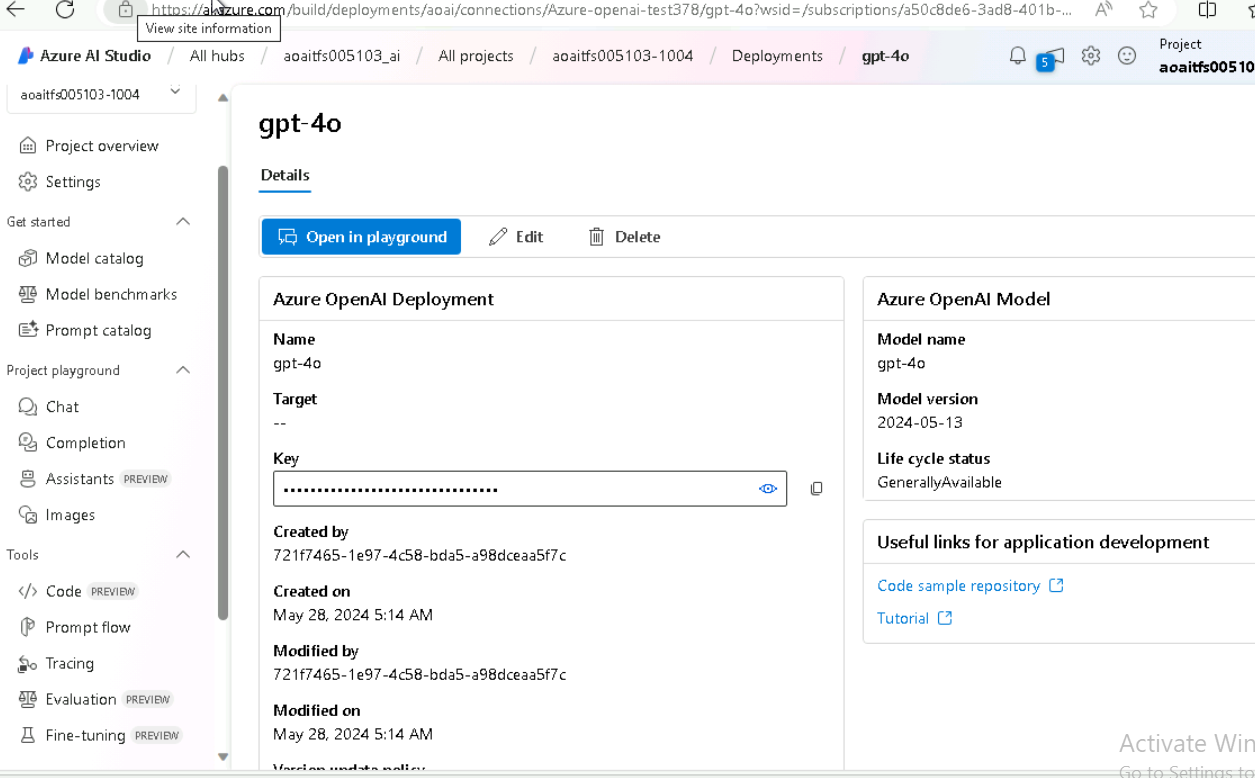 https://ai.azure.com/build/deployments/aoai/connections/Azure-openai-test378/gpt-4o?wsid=/subscriptions/a50c8de6-3ad8-401b-...
View site information
Azure AI Studio / All hubs / aoaitfs005103_ai / All projects / aoaitfs005103-1004 / Deployments / gpt-4o
5
Project
aoaitfs00510
aoaitfs005103-1004
Project overview
Settings
Get started
Model catalog
Model benchmarks
Prompt catalog
Project playground
Chat
Completion
Assistants PREVIEW
Images
Tools
Code PREVIEW
Prompt flow
Tracing
Evaluation PREVIEW
Fine-tuning PREVIEW
gpt-4o
Details
Open in playground Edit Delete
Azure OpenAI Deployment
Name
gpt-4o
Target
--
Key
••••••••••••••••••••••••••••••••
Created by
721f7465-1e97-4c58-bda5-a98dceaa5f7c
Created on
May 28, 2024 5:14 AM
Modified by
721f7465-1e97-4c58-bda5-a98dceaa5f7c
Modified on
May 28, 2024 5:14 AM
Version update policy
Azure OpenAI Model
Model name
gpt-4o
Model version
2024-05-13
Life cycle status
GenerallyAvailable
Useful links for application development
Code sample repository
Tutorial
Activate Win
Go to Settings to